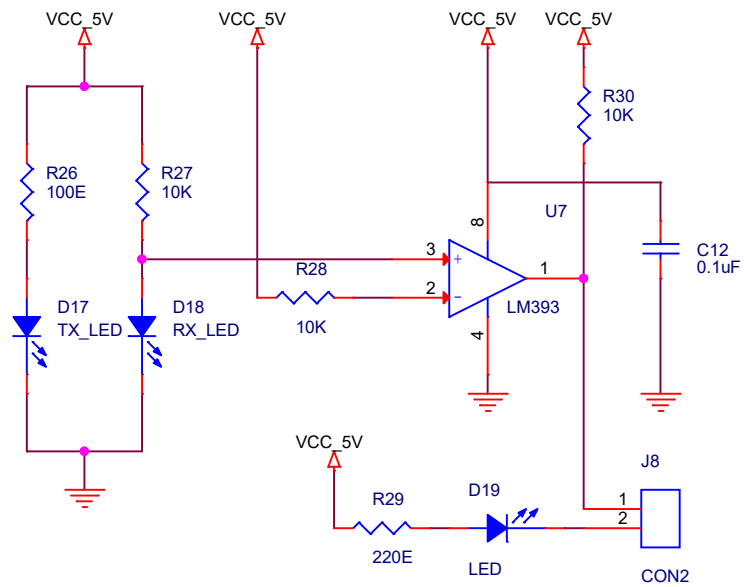 VCC_5V
VCC_5V
VCC_5V
VCC_5V
R30
10K
R26
100E
R27
10K
8
U7
3
+
R28
10K
2
−
1
LM393
4
C12
0.1uF
D17
TX_LED
D18
RX_LED
VCC_5V
R29
220E
D19
LED
J8
1
2
CON2